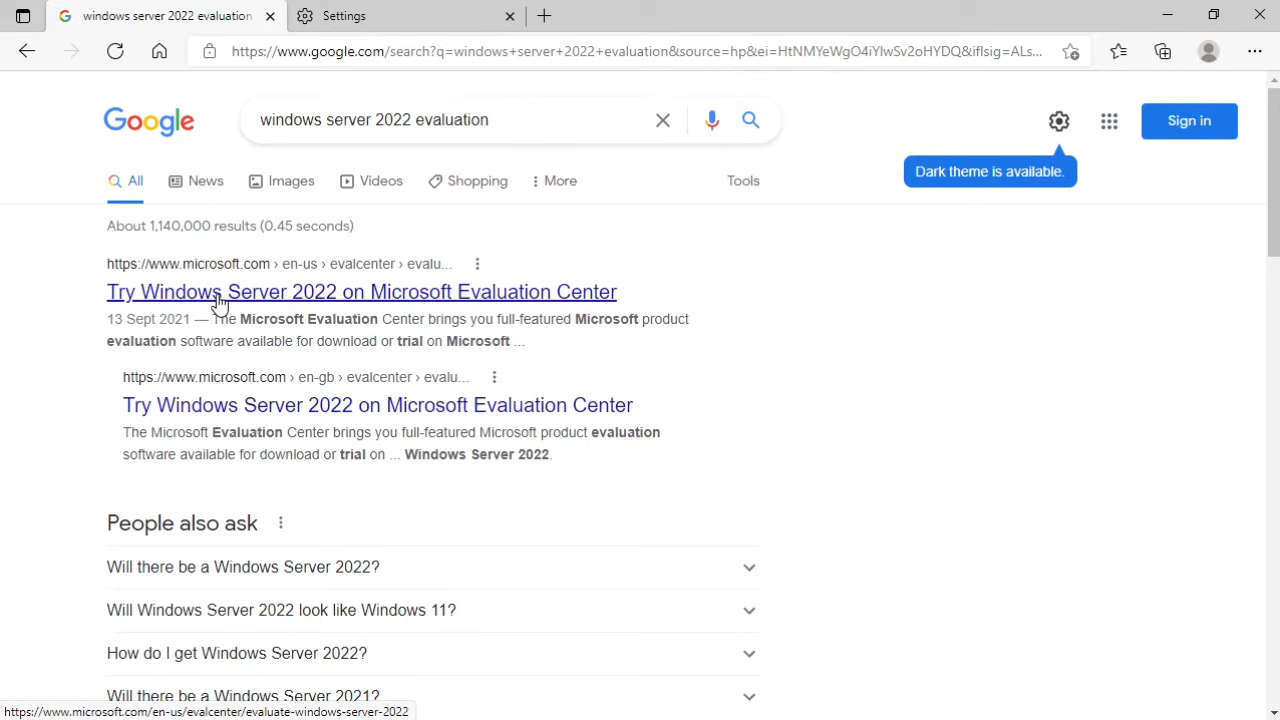 windows server 2022 evaluation
Settings
https://www.google.com/search?q=windows+server+2022+evaluation&source=hp&ei=HtNMYeWgO4iYlwSv2oHYDQ&iflsig=ALs...
Google
windows server 2022 evaluation
Sign in
Dark theme is available.
All News Images Videos Shopping More Tools
About 1,140,000 results (0.45 seconds)
https://www.microsoft.com › en-us › evalcenter › evalu...
Try Windows Server 2022 on Microsoft Evaluation Center
13 Sept 2021 — The Microsoft Evaluation Center brings you full-featured Microsoft product
evaluation software available for download or trial on Microsoft ...
https://www.microsoft.com › en-gb › evalcenter › evalu...
Try Windows Server 2022 on Microsoft Evaluation Center
The Microsoft Evaluation Center brings you full-featured Microsoft product evaluation
software available for download or trial on ... Windows Server 2022.
People also ask
Will there be a Windows Server 2022?
Will Windows Server 2022 look like Windows 11?
How do I get Windows Server 2022?
Will there be a Windows Server 2021?
https://www.microsoft.com/en-us/evalcenter/evaluate-windows-server-2022